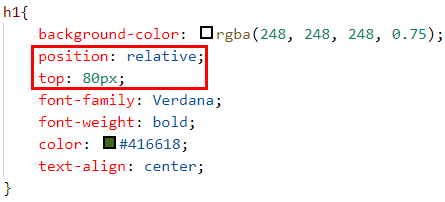 h1{
background-color: rgba(248, 248, 248, 0.75);
position: relative;
top: 80px;
font-family: Verdana;
font-weight: bold;
color: #416618;
text-align: center;
}